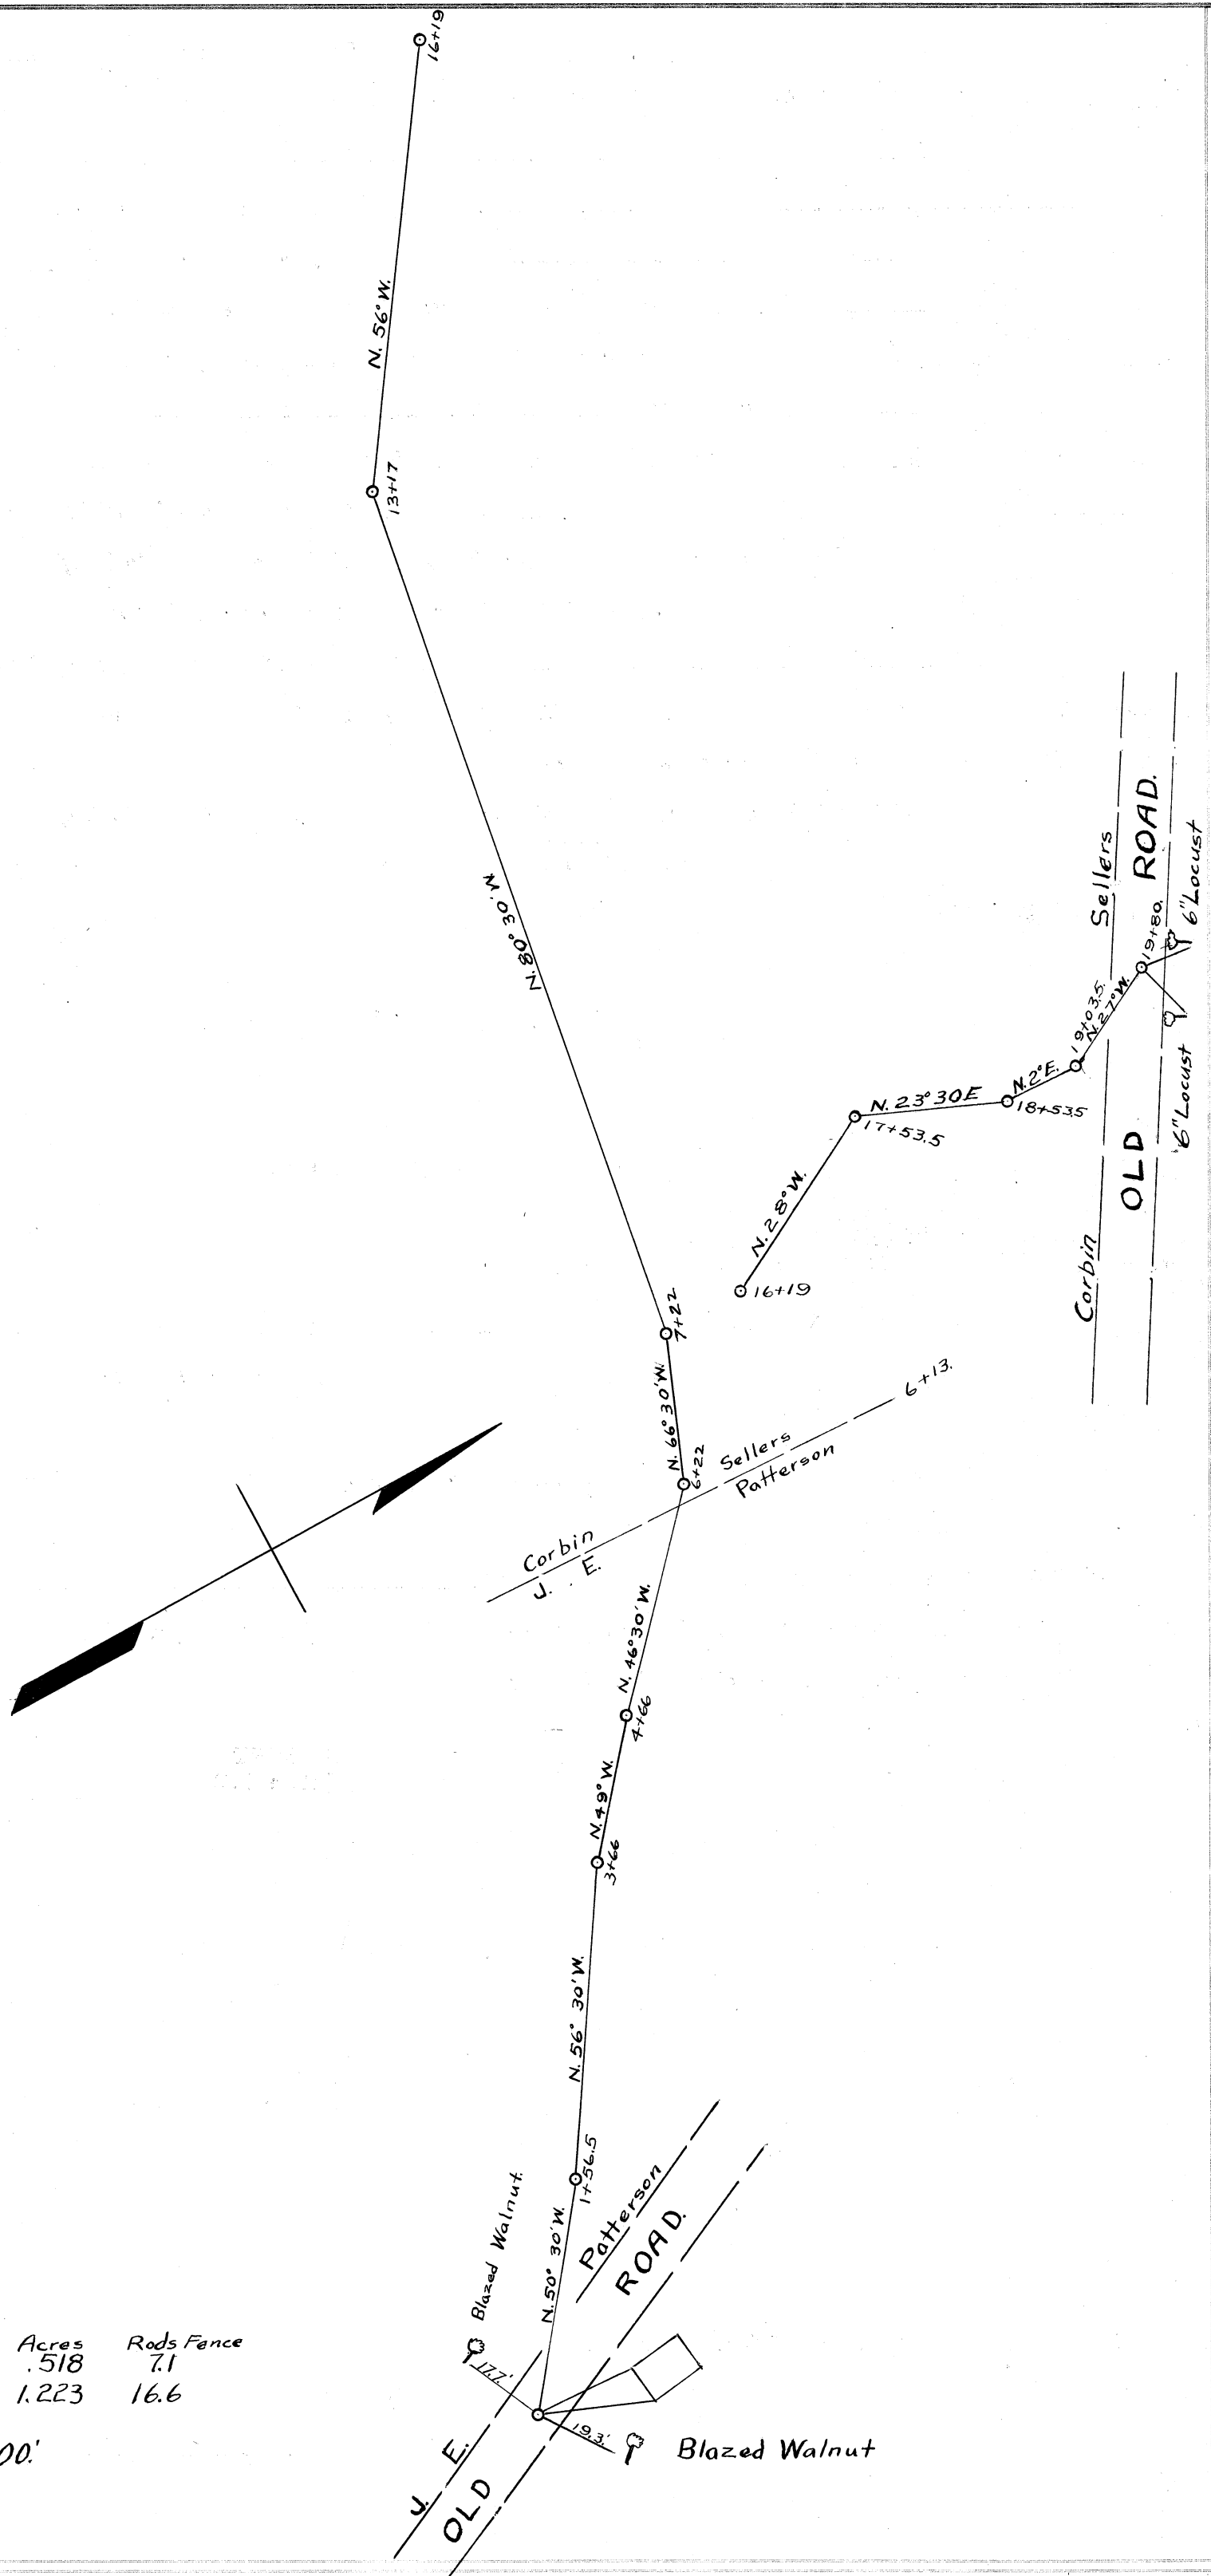 16+19
N. 56° W.
13+17
N. 80° 30' W
Sellers
ROAD.
6" Locust
19+80.
19+03.5.
N. 27° W.
N. 2° E.
18+53.5
N. 23° 30 E
17+53.5
6" Locust
OLD
Corbin
N. 28° W.
16+19
7+22
N. 66° 30' W.
6+22
6+13.
Sellers
Patterson
Corbin
J. E.
N. 46° 30' W.
4+66
N. 49° W.
3+66
N. 56° 30' W.
1+56.5
Blazed Walnut.
N. 50° 30' W.
Patterson
ROAD.
17.7'
19.3'
Blazed Walnut
J. E.
OLD
Acres Rods Fence
.518 7.1
1.223 16.6
00.'